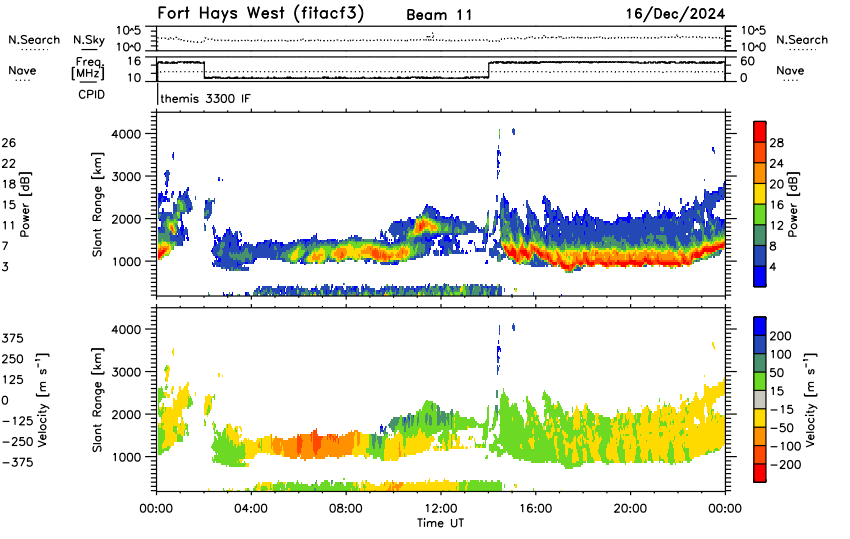 Fort Hays West (fitacf3) Beam 11 16/Dec/2024
10^5 10^5
N.Search N.Sky N.Search
10^0 10^0
Freq. 16 60
Nave [MHz] Nave
10 0
CPID themis 3300 IF
26 4000 28
22 24
18 3000 20
Power [dB] Slant Range [km] Power [dB]
15 16
11 2000 12
7 8
3 1000 4
375 4000 200
250 100
125 3000 50
0 15
Velocity [m s⁻¹] Slant Range [km] Velocity [m s⁻¹]
−125 2000 −15
−250 −50
−375 1000 −100
−200
00:00 04:00 08:00 12:00 16:00 20:00 00:00
Time UT